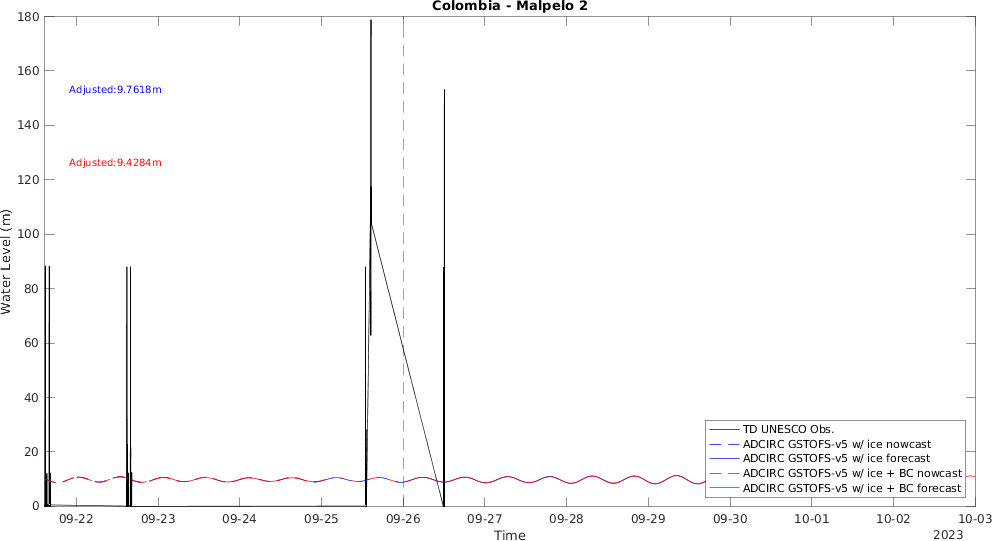 Colombia - Malpelo 2
Water Level (m)
180
160
140
120
100
80
60
40
20
0
Adjusted:9.7618m
Adjusted:9.4284m
TD UNESCO Obs.
ADCIRC GSTOFS-v5 w/ ice nowcast
ADCIRC GSTOFS-v5 w/ ice forecast
ADCIRC GSTOFS-v5 w/ ice + BC nowcast
ADCIRC GSTOFS-v5 w/ ice + BC forecast
09-22 09-23 09-24 09-25 09-26 09-27 09-28 09-29 09-30 10-01 10-02 10-03
Time
2023